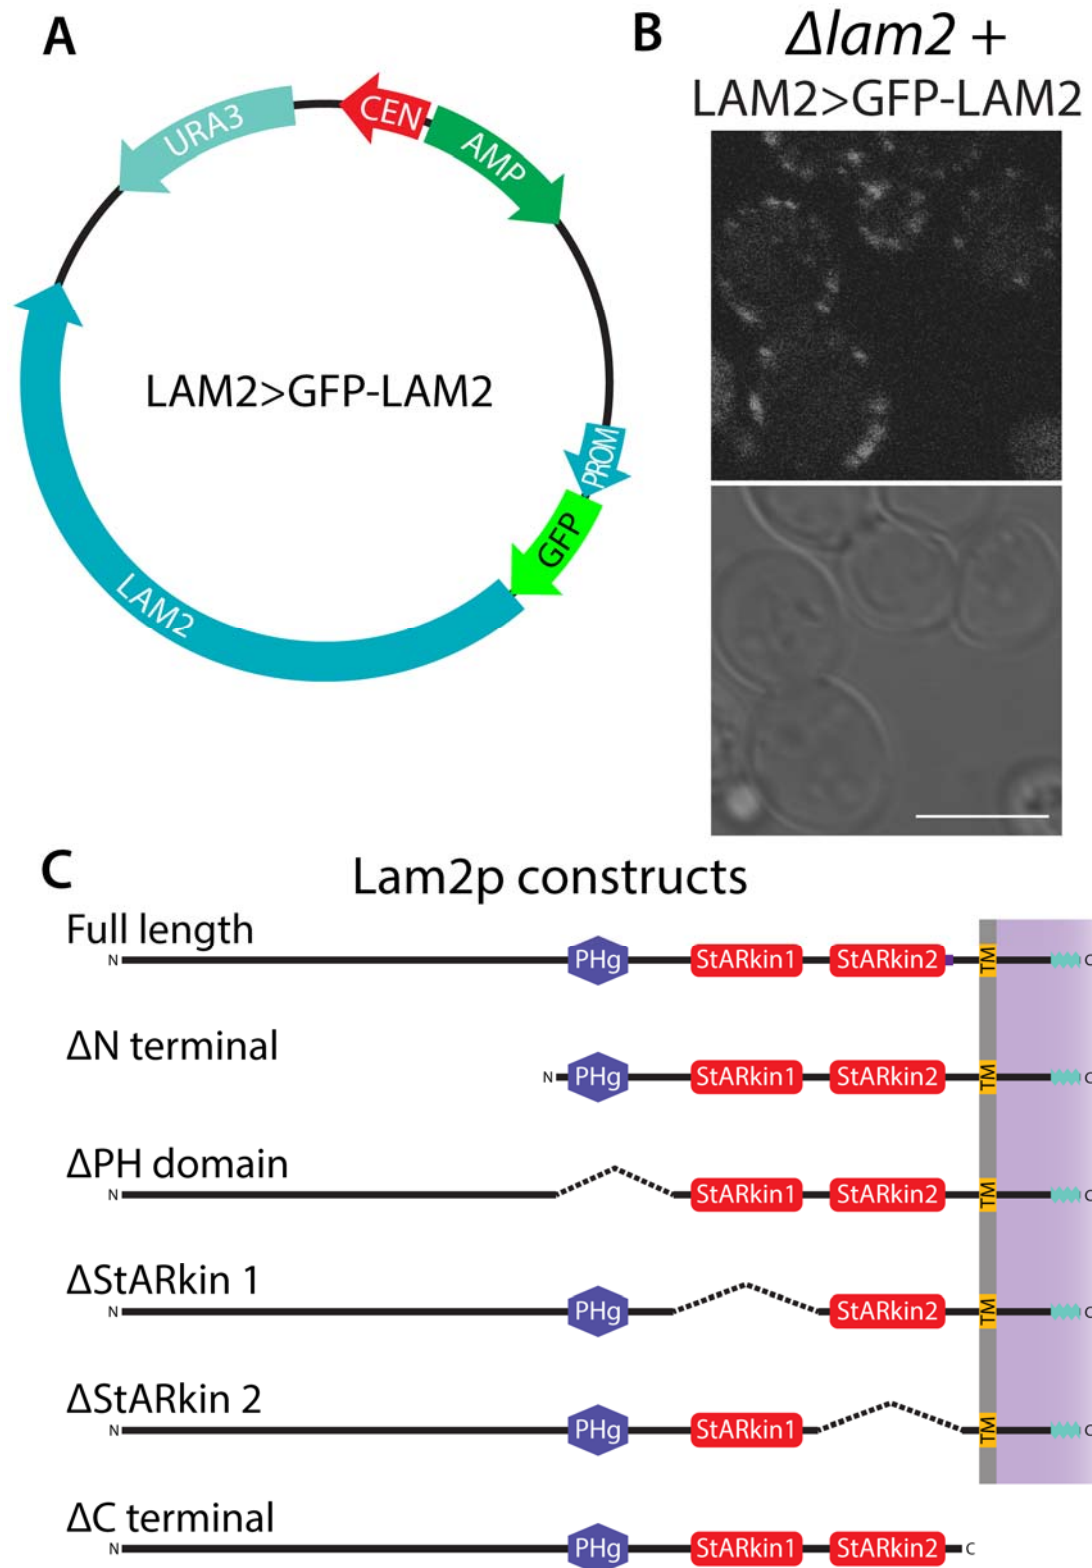 A
B
Δlam2 +
LAM2>GFP-LAM2
URA3
CEN
AMP
LAM2>GFP-LAM2
PROM
GFP
LAM2
C
Lam2p constructs
Full length
N PHg StARkin1 StARkin2 TM C
ΔN terminal
N PHg StARkin1 StARkin2 TM C
ΔPH domain
N StARkin1 StARkin2 TM C
ΔStARkin 1
N PHg StARkin2 TM C
ΔStARkin 2
N PHg StARkin1 TM C
ΔC terminal
N PHg StARkin1 StARkin2 C